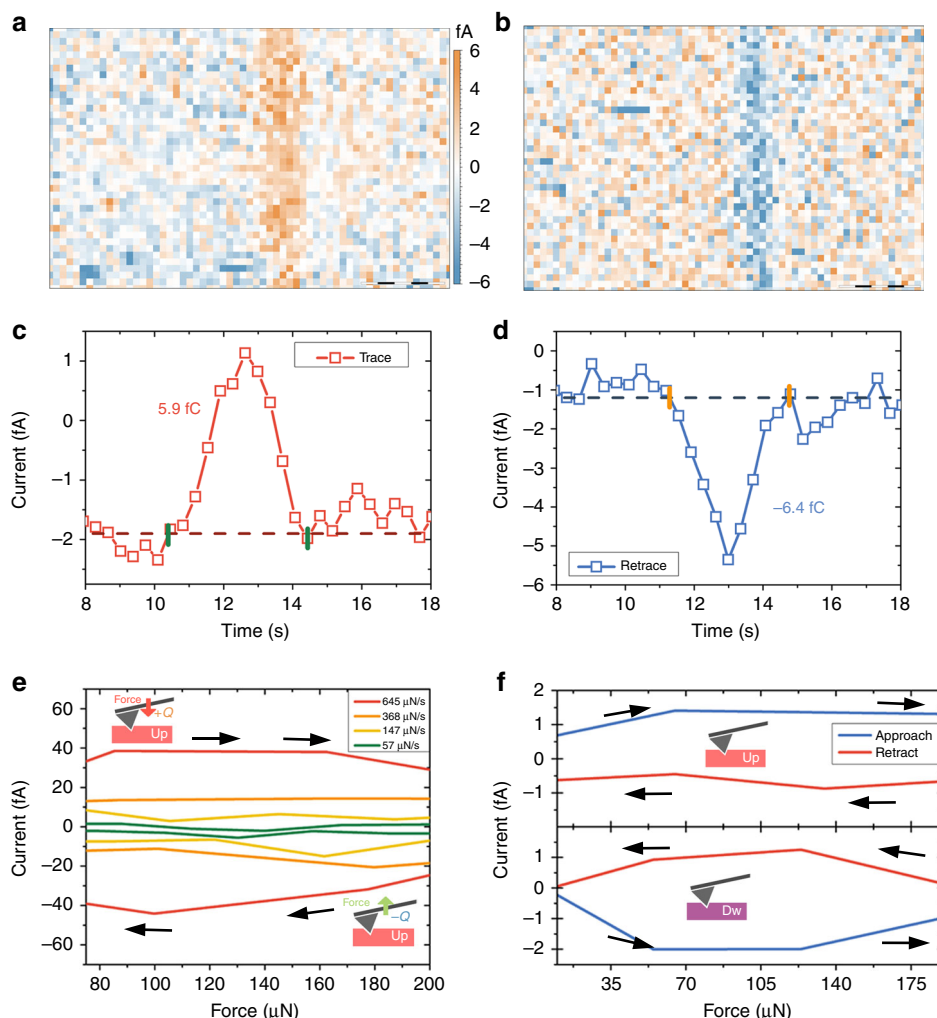 a
fA
6
4
2
0
−2
−4
−6
b
c
1
0
−1
−2
Current (fA)
5.9 fC
Trace
8 10 12 14 16 18
Time (s)
d
0
−1
−2
−3
−4
−5
−6
Current (fA)
−6.4 fC
Retrace
8 10 12 14 16 18
Time (s)
e
60
40
20
0
−20
−40
−60
Current (fA)
Force
+Q
Up
645 μN/s
368 μN/s
147 μN/s
57 μN/s
Force
−Q
Up
80 100 120 140 160 180 200
Force (μN)
f
2
1
0
−1
1
0
−1
−2
Current (fA)
Up
Approach
Retract
Dw
35 70 105 140 175
Force (μN)